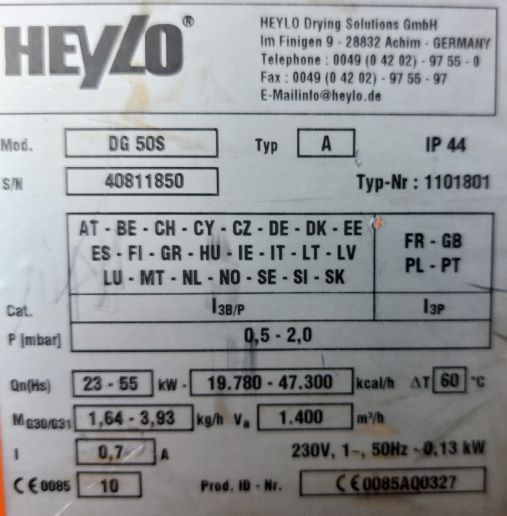 HEYLO®
HEYLO Drying Solutions GmbH
Im Finigen 9 - 28832 Achim - GERMANY
Telephone : 0049 (0 42 02) - 97 55 - 0
Fax : 0049 (0 42 02) - 97 55 - 97
E-Mailinfo@heylo.de
Mod. DG 50S Typ A IP 44
S/N 40811850 Typ-Nr : 1101801
AT - BE - CH - CY - CZ - DE - DK - EE
ES - FI - GR - HU - IE - IT - LT - LV
LU - MT - NL - NO - SE - SI - SK
FR - GB
PL - PT
Cat. I3B/P I3P
P [mbar] 0,5 - 2,0
Qn(Hs) 23 - 55 kW - 19.780 - 47.300 kcal/h ΔT 60 °C
M G30/G31 1,64 - 3,93 kg/h Va 1.400 m³/h
I 0,7 A 230V, 1~, 50Hz ~ 0,13 kW
CE 0085 10 Prod. ID - Nr. CE 0085AQ0327